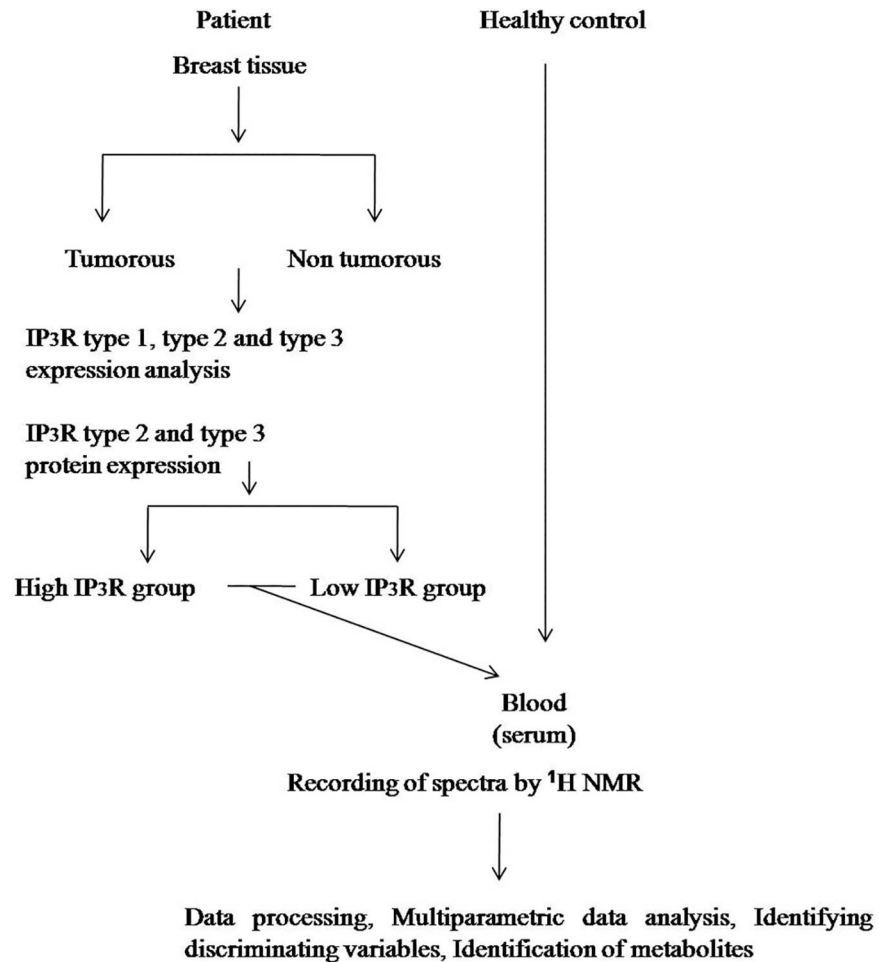 Patient
Healthy control
Breast tissue
Tumorous
Non tumorous
IP3R type 1, type 2 and type 3
expression analysis
IP3R type 2 and type 3
protein expression
High IP3R group
Low IP3R group
Blood
(serum)
Recording of spectra by ¹H NMR
Data processing, Multiparametric data analysis, Identifying
discriminating variables, Identification of metabolites